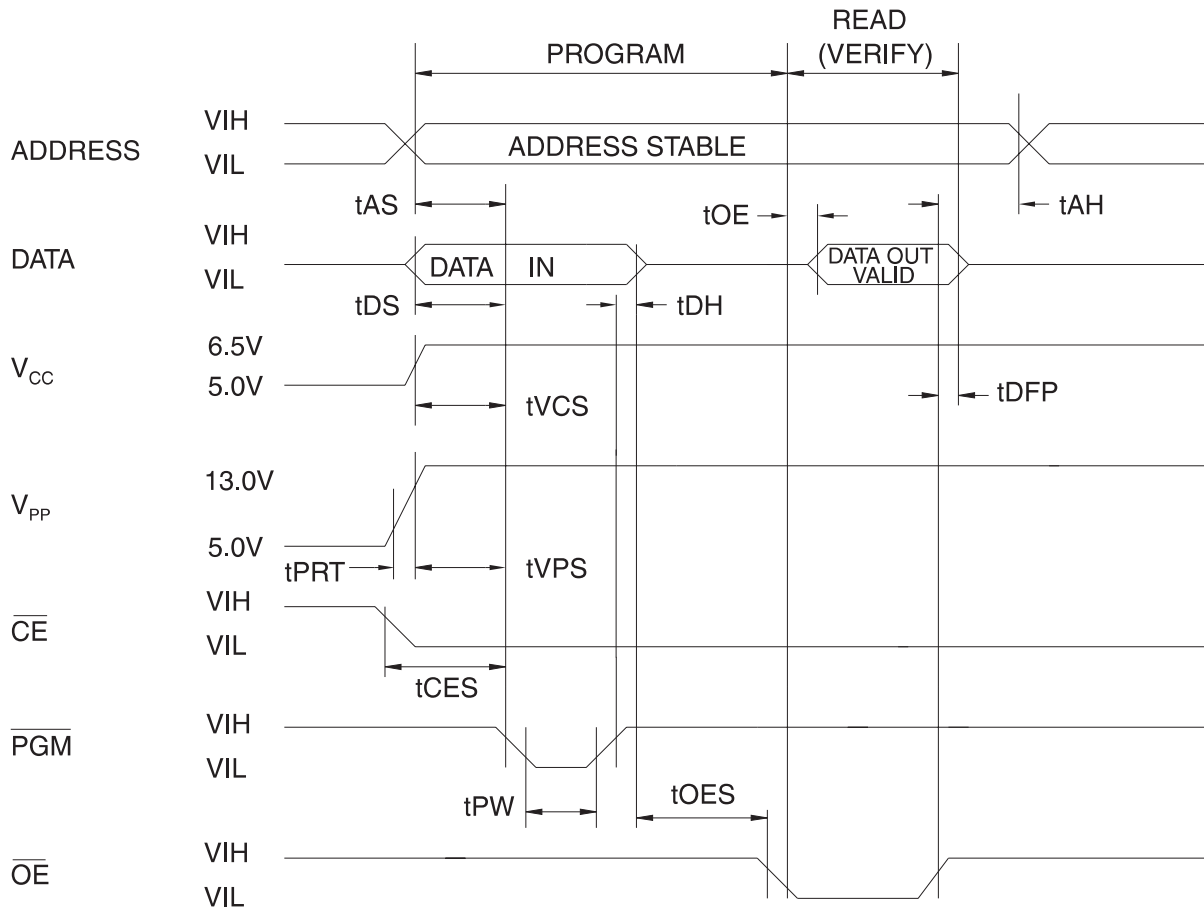 READ
PROGRAM (VERIFY)
ADDRESS VIH
VIL
ADDRESS STABLE
tAS tOE tAH
DATA VIH
VIL
DATA IN
DATA OUT
VALID
tDS tDH
VCC 6.5V
5.0V
tVCS tDFP
VPP 13.0V
5.0V
tPRT tVPS
CE VIH
VIL
tCES
PGM VIH
VIL
tPW tOES
OE VIH
VIL